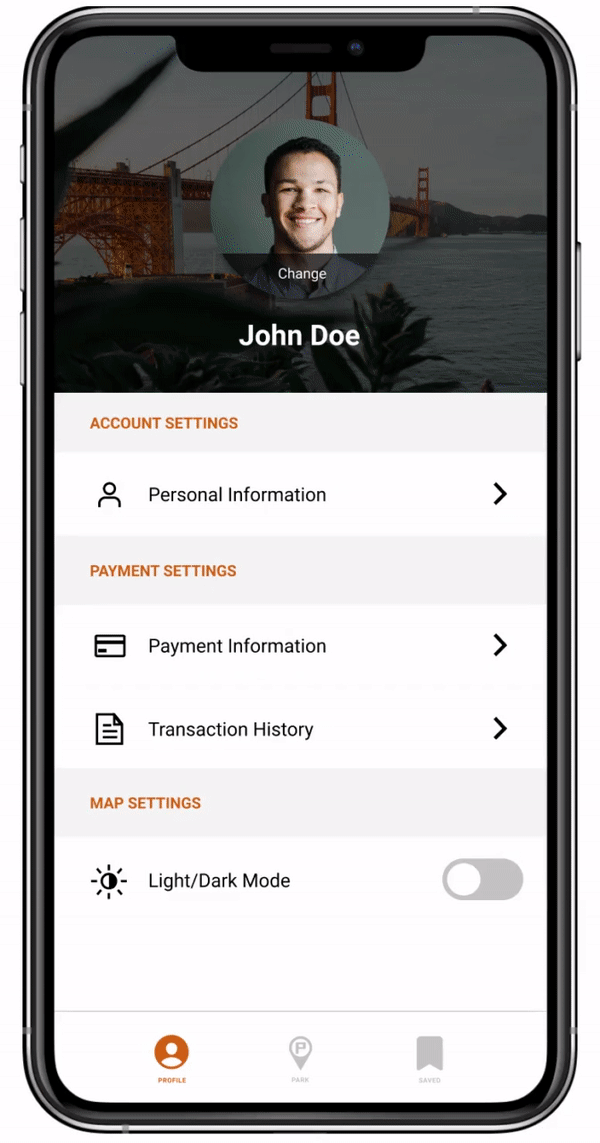 Change
John Doe
ACCOUNT SETTINGS
Personal Information
PAYMENT SETTINGS
Payment Information
Transaction History
MAP SETTINGS
Light/Dark Mode
P
PROFILE
PARK
SAVED